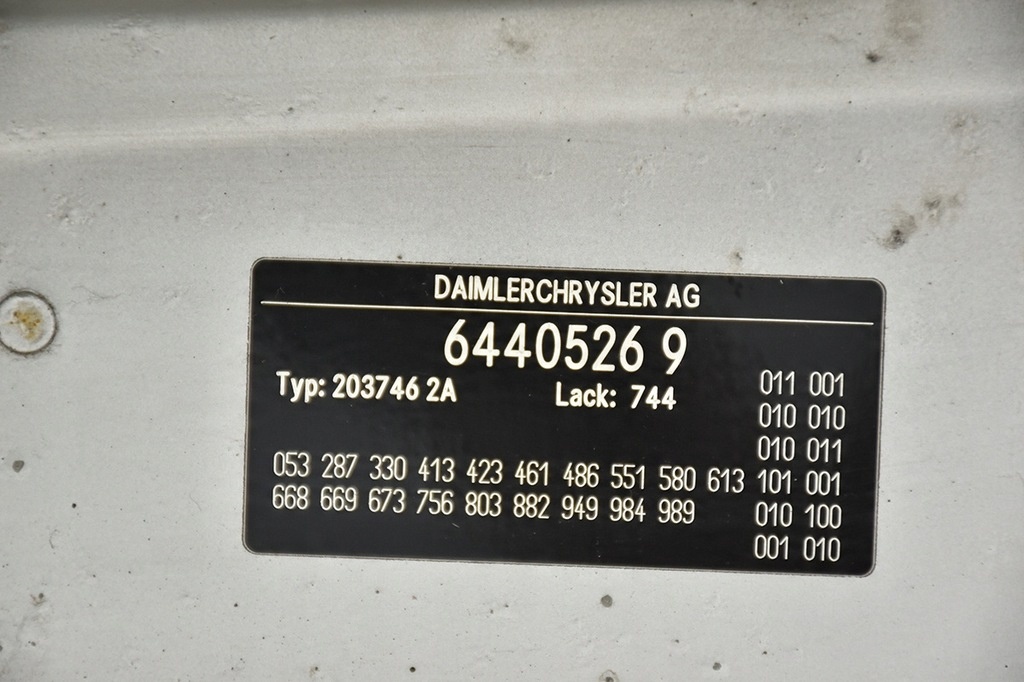 DAIMLERCHRYSLER AG
6440526 9
Typ: 203746 2A Lack: 744
011 001
010 010
010 011
053 287 330 413 423 461 486 551 580 613 101 001
668 669 673 756 803 882 949 984 989 010 100
001 010